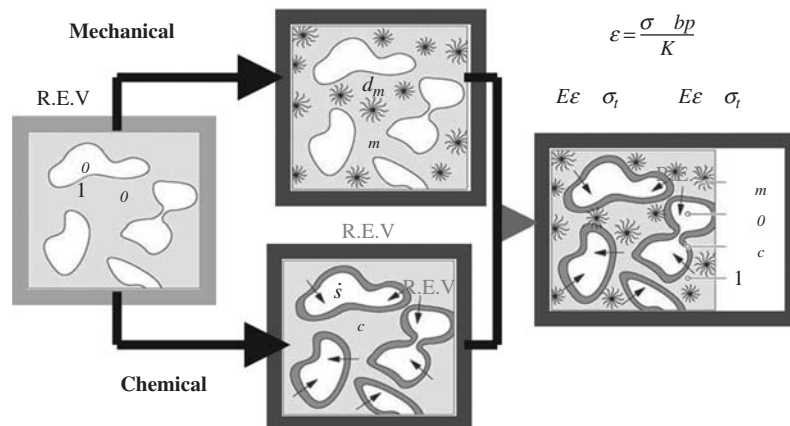 Mechanical
ε = σ bp / K
R.E.V
d_m
Eε σ_t Eε σ_t
m
0
1 0
R.E.V
m
0
c
1
R.E.V
ṡ R.E.V
c
Chemical